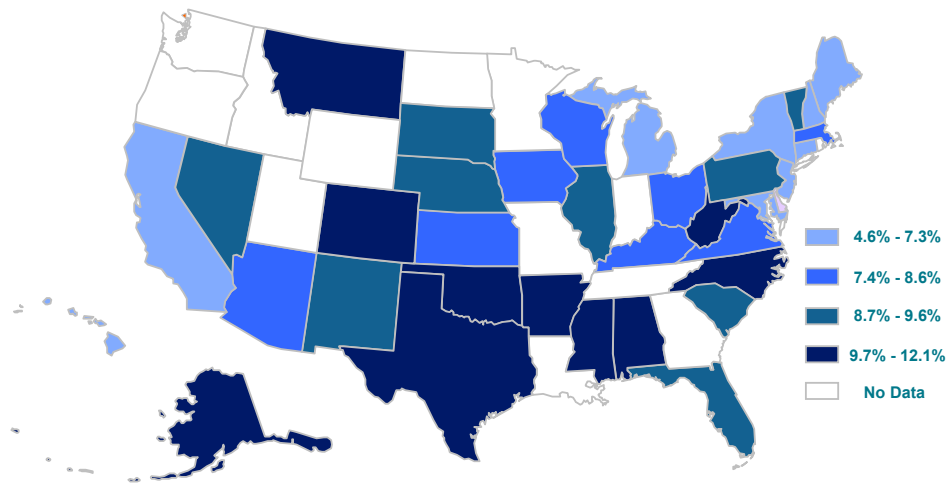 4.6% - 7.3%
7.4% - 8.6%
8.7% - 9.6%
9.7% - 12.1%
No Data